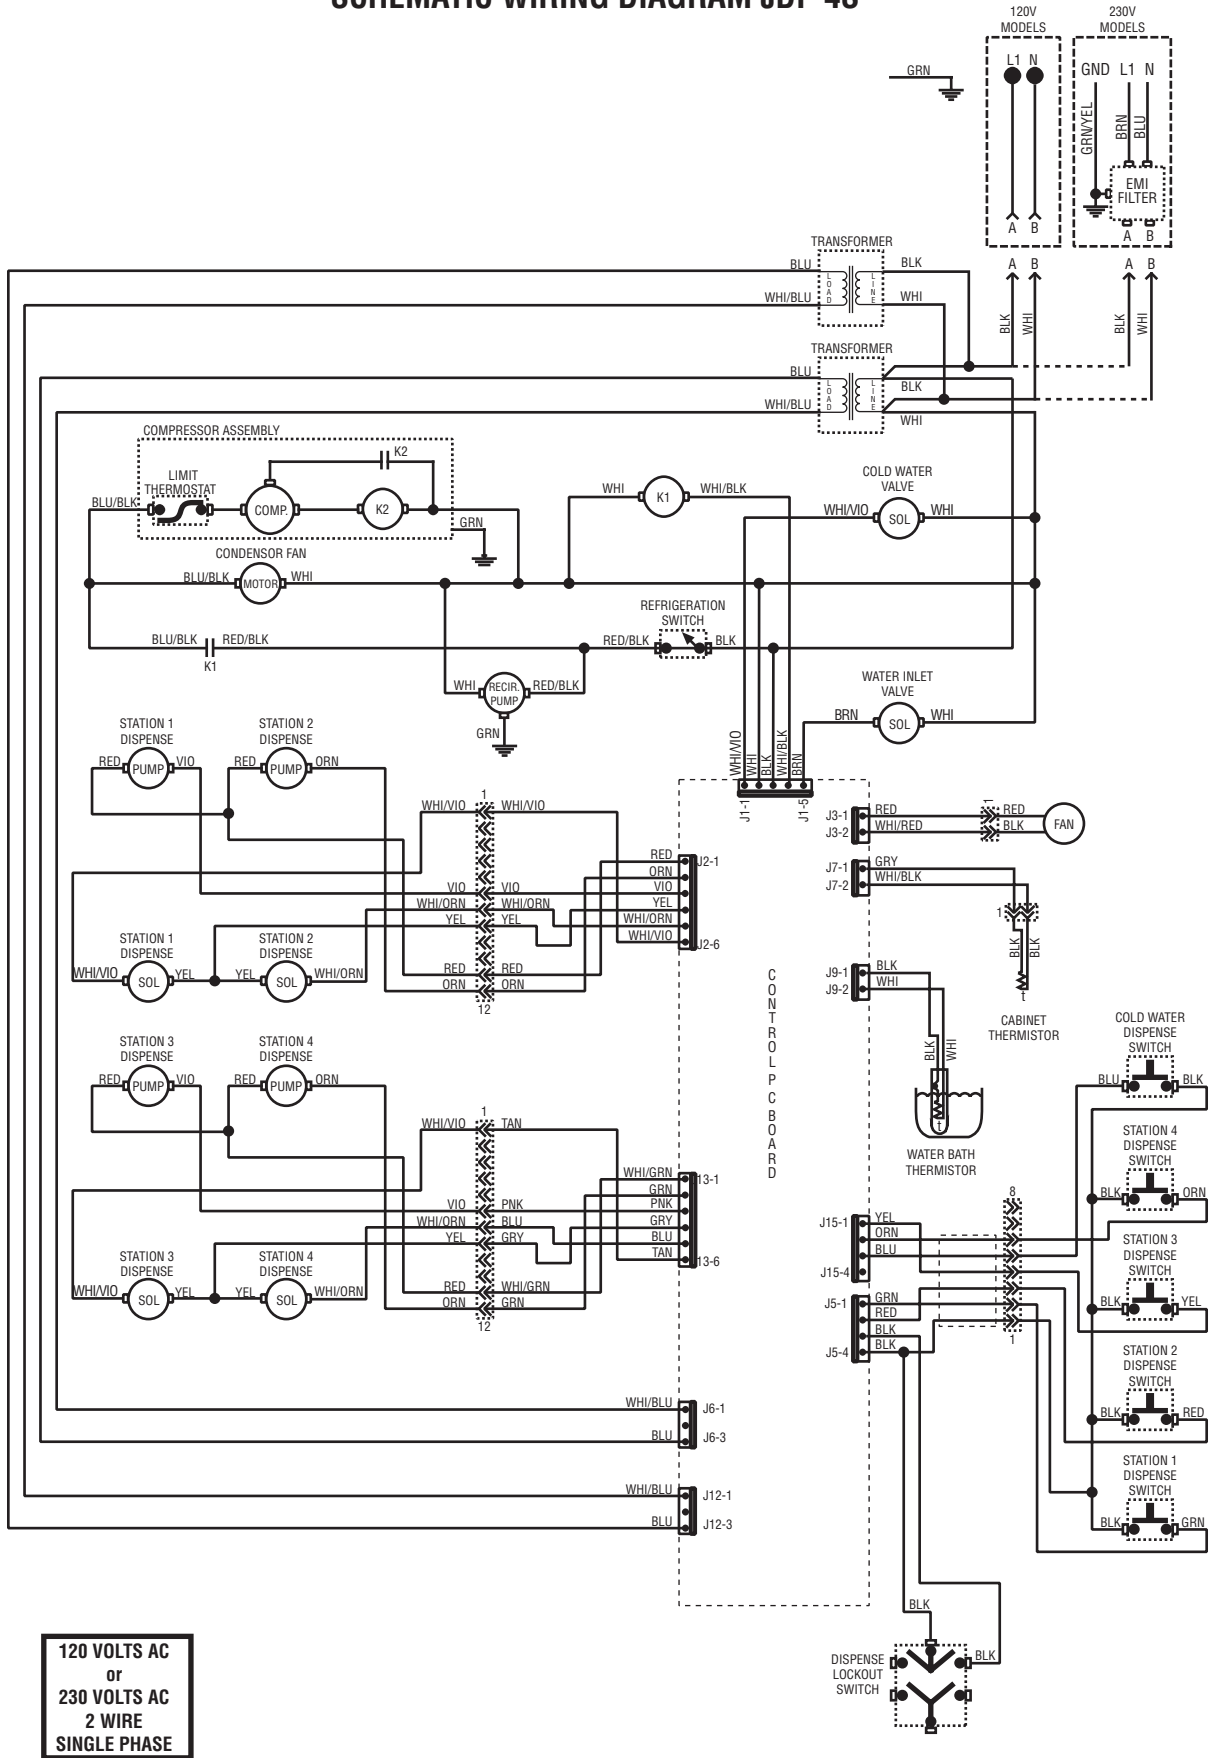 SCHEMATIC WIRING DIAGRAM JDF-4S
120V
MODELS
230V
MODELS
L1 N
GND L1 N
GRN
GRN/YEL
BRN
BLU
EMI
FILTER
A B
A B
A B
A B
BLK
WHI
BLK
WHI
TRANSFORMER
BLU
WHI/BLU
LOAD
LINE
BLK
WHI
TRANSFORMER
BLU
WHI/BLU
LOAD
LINE
BLK
WHI
COMPRESSOR ASSEMBLY
LIMIT
THERMOSTAT
BLU/BLK
COMP.
K2
K2
GRN
WHI
K1
WHI/BLK
COLD WATER
VALVE
WHI/VIO
SOL
WHI
CONDENSOR FAN
BLU/BLK
MOTOR
WHI
BLU/BLK
RED/BLK
K1
REFRIGERATION
SWITCH
RED/BLK
BLK
WHI
RECIR.
PUMP
RED/BLK
GRN
WATER INLET
VALVE
BRN
SOL
WHI
WHI/VIO
WHI
BLK
WHI/BLK
BRN
J1-1
J1-5
STATION 1
DISPENSE
STATION 2
DISPENSE
RED
PUMP
VIO
RED
PUMP
ORN
1
WHI/VIO
WHI/VIO
VIO
VIO
WHI/ORN
WHI/ORN
YEL
YEL
RED
RED
ORN
ORN
12
RED
ORN
VIO
YEL
WHI/ORN
WHI/VIO
J2-1
J2-6
STATION 1
DISPENSE
STATION 2
DISPENSE
WHI/VIO
SOL
YEL
YEL
SOL
WHI/ORN
J3-1
J3-2
RED
WHI/RED
1
RED
BLK
FAN
J7-1
J7-2
GRY
WHI/BLK
1
BLK
BLK
t
CABINET
THERMISTOR
J9-1
J9-2
BLK
WHI
BLK
WHI
t
WATER BATH
THERMISTOR
CONTROL PC BOARD
STATION 3
DISPENSE
STATION 4
DISPENSE
RED
PUMP
VIO
RED
PUMP
ORN
1
WHI/VIO
TAN
VIO
PNK
WHI/ORN
BLU
YEL
GRY
RED
WHI/GRN
ORN
GRN
12
WHI/GRN
GRN
PNK
GRY
BLU
TAN
13-1
13-6
STATION 3
DISPENSE
STATION 4
DISPENSE
WHI/VIO
SOL
YEL
YEL
SOL
WHI/ORN
COLD WATER
DISPENSE
SWITCH
BLU
BLK
STATION 4
DISPENSE
SWITCH
BLK
ORN
STATION 3
DISPENSE
SWITCH
BLK
YEL
STATION 2
DISPENSE
SWITCH
BLK
RED
STATION 1
DISPENSE
SWITCH
BLK
GRN
8
J15-1
J15-4
YEL
ORN
BLU
J5-1
J5-4
GRN
RED
BLK
BLK
1
WHI/BLU
BLU
J6-1
J6-3
WHI/BLU
BLU
J12-1
J12-3
BLK
BLK
DISPENSE
LOCKOUT
SWITCH
120 VOLTS AC
or
230 VOLTS AC
2 WIRE
SINGLE PHASE